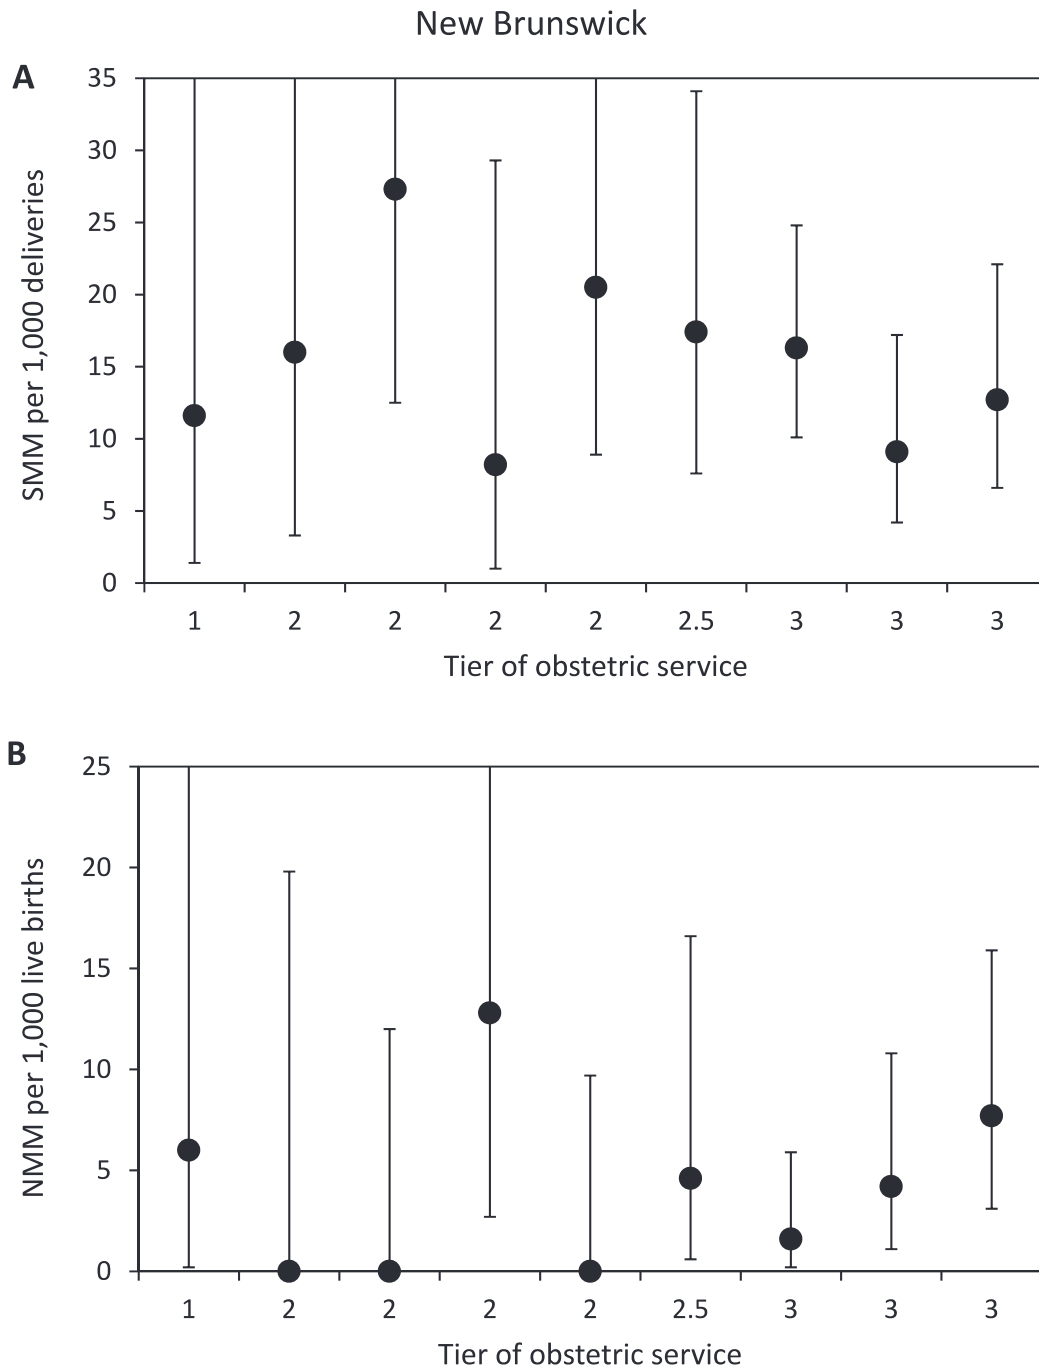 New Brunswick
A
SMM per 1,000 deliveries
35
30
25
20
15
10
5
0
1 2 2 2 2 2.5 3 3 3
Tier of obstetric service
B
NMM per 1,000 live births
25
20
15
10
5
0
1 2 2 2 2 2.5 3 3 3
Tier of obstetric service